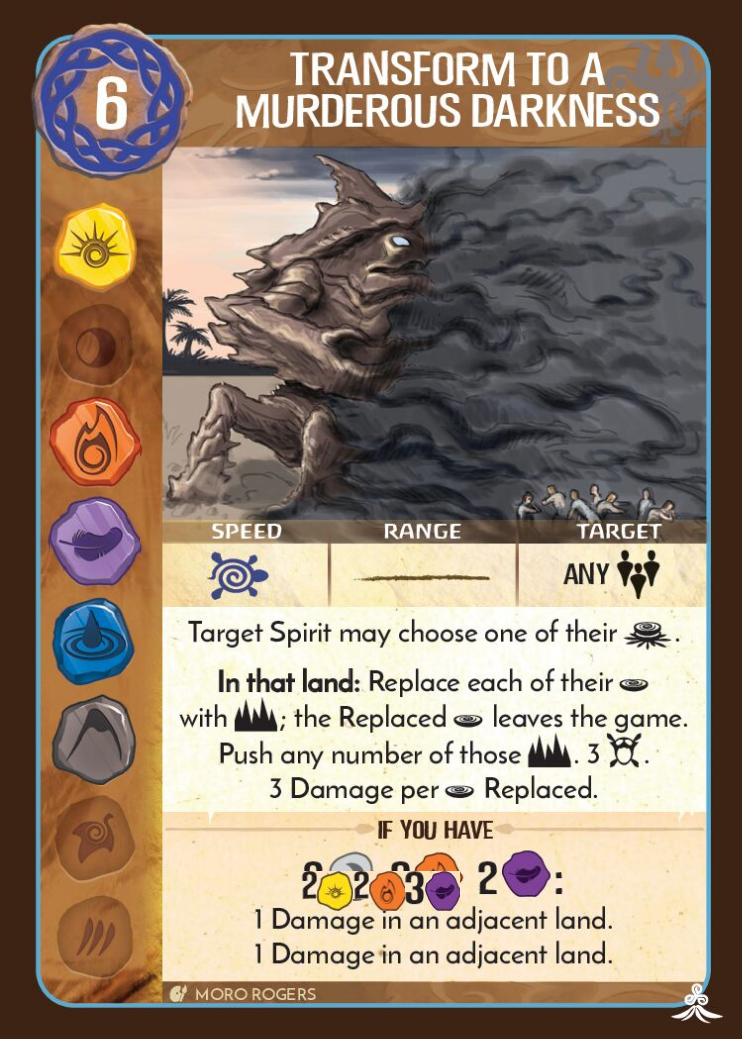 6
TRANSFORM TO A
MURDEROUS DARKNESS
SPEED RANGE TARGET
ANY
Target Spirit may choose one of their .
In that land: Replace each of their
with ; the Replaced leaves the game.
Push any number of those . 3 .
3 Damage per Replaced.
IF YOU HAVE
2 2 3 2 :
1 Damage in an adjacent land.
1 Damage in an adjacent land.
MORO ROGERS